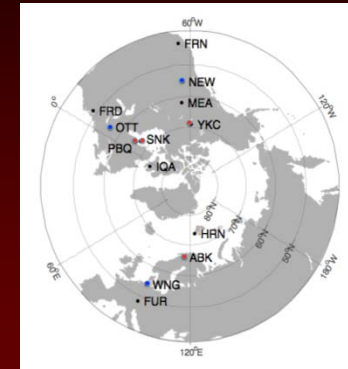 60°W
FRN
NEW
120°W
MEA
0°
FRD
YKC
OTT
SNK
PBQ
IQA
80°N
70°N
60°N
50°N
HRN
180°W
ABK
60°E
WNG
FUR
120°E